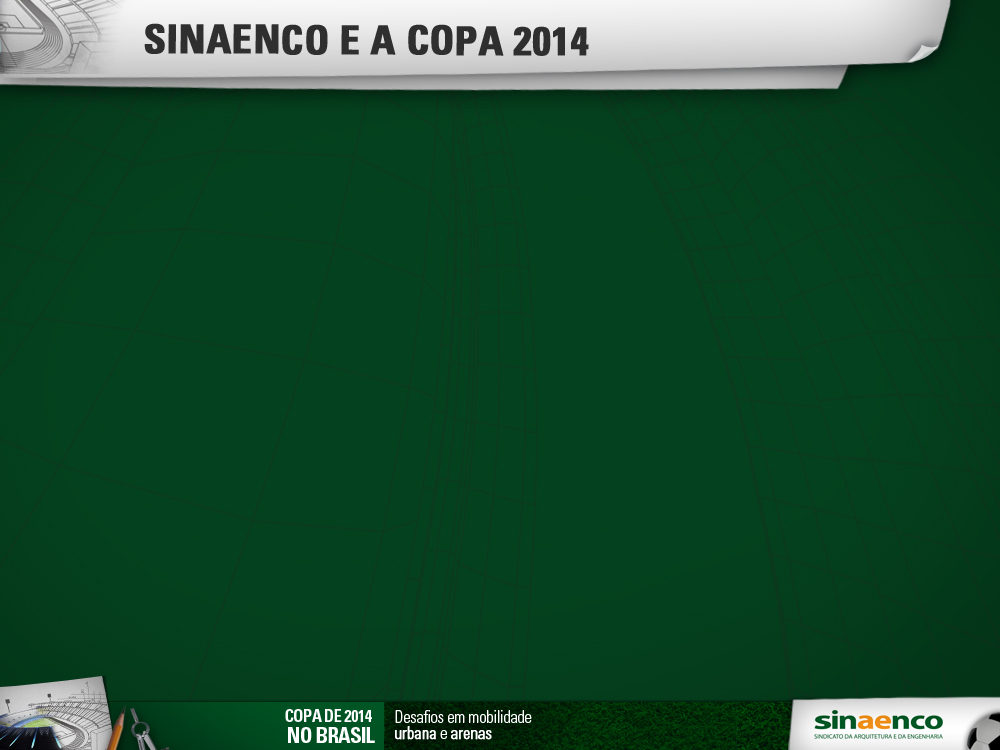 SINAENCO E A COPA 2014
COPA DE 2014
NO BRASIL
Desafios em mobilidade
urbana e arenas
sinaenco
SINDICATO DA ARQUITETURA E DA ENGENHARIA